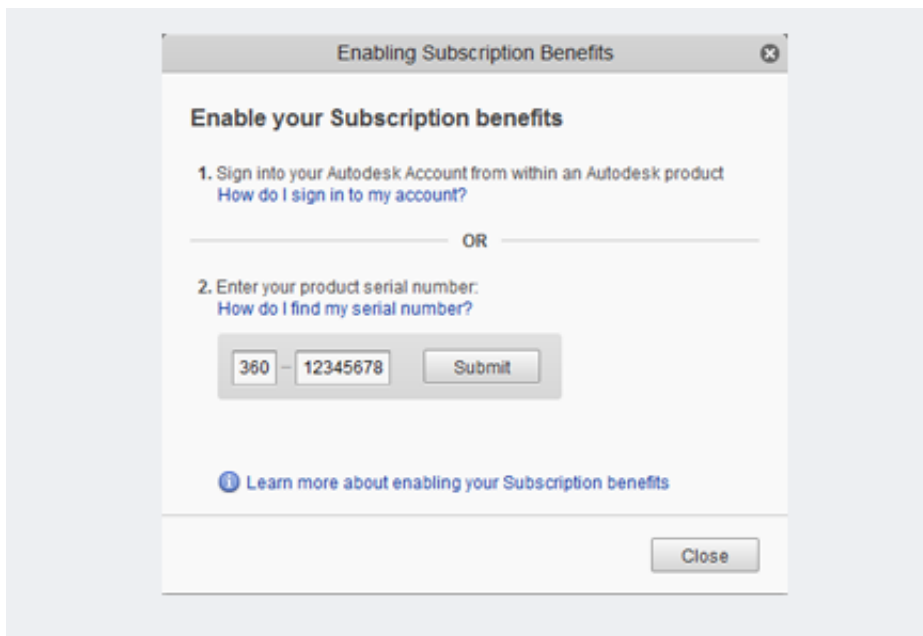 Enabling Subscription Benefits
Enable your Subscription benefits
1. Sign into your Autodesk Account from within an Autodesk product
How do I sign in to my account?
OR
2. Enter your product serial number:
How do I find my serial number?
360 – 12345678 Submit
Learn more about enabling your Subscription benefits
Close